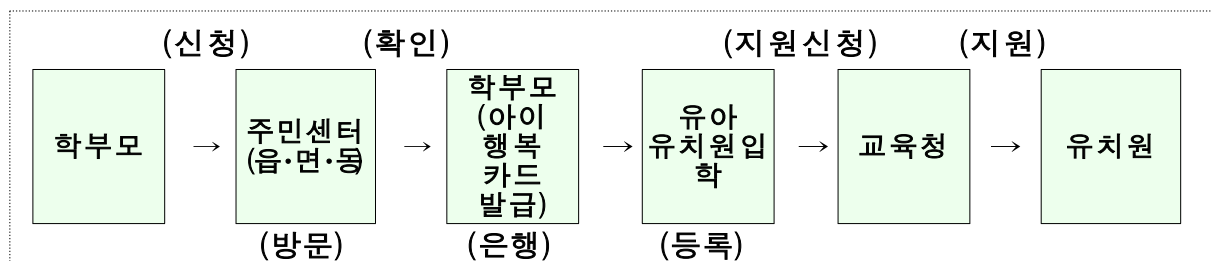 (신청) (확인) (지원신청) (지원)
학부모 → 주민센터 (읍·면·동) → 학부모 (아이 행복 카드 발급) → 유아 유치원입학 → 교육청 → 유치원
(방문) (은행) (등록)